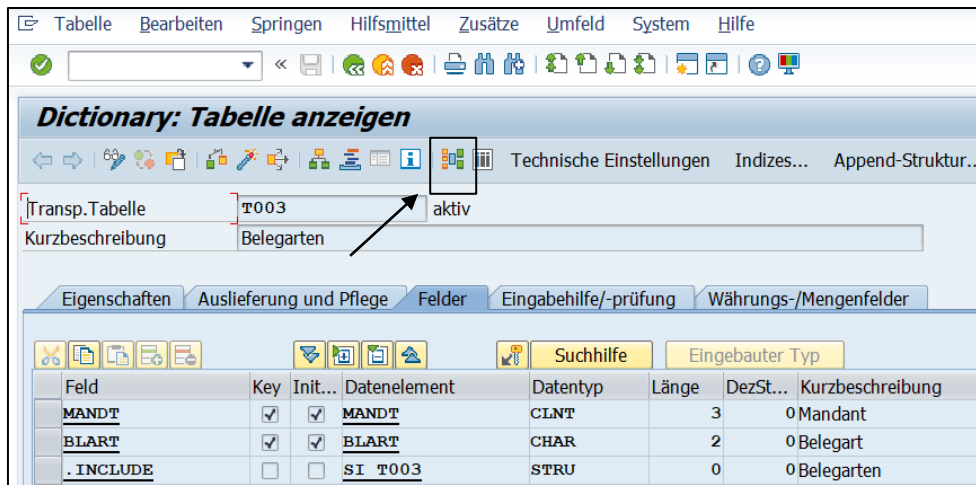 Tabelle Bearbeiten Springen Hilfsmittel Zusätze Umfeld System Hilfe
Dictionary: Tabelle anzeigen
Technische Einstellungen Indizes... Append-Struktur..
Transp.Tabelle T003 aktiv
Kurzbeschreibung Belegarten
Eigenschaften Auslieferung und Pflege Felder Eingabehilfe/-prüfung Währungs-/Mengenfelder
Suchhilfe Eingebauter Typ
Feld Key Init... Datenelement Datentyp Länge DezSt... Kurzbeschreibung
MANDT MANDT CLNT 3 0 Mandant
BLART BLART CHAR 2 0 Belegart
.INCLUDE SI_T003 STRU 0 0 Belegarten